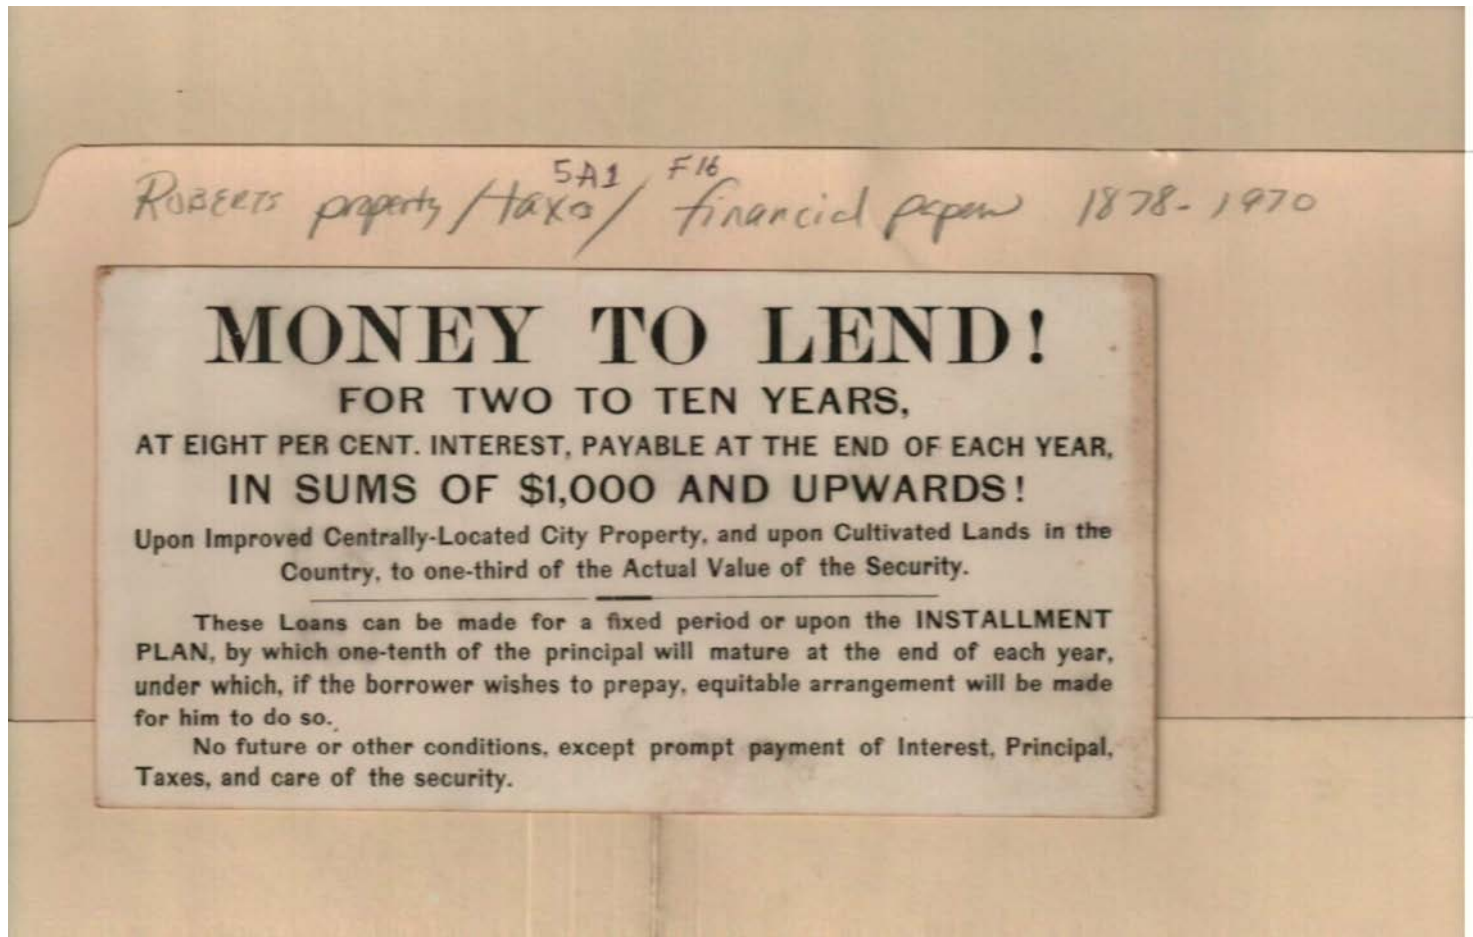 5A1 F16
ROBERTS property/taxo/ financial papers 1878-1970
MONEY TO LEND!
FOR TWO TO TEN YEARS,
AT EIGHT PER CENT. INTEREST, PAYABLE AT THE END OF EACH YEAR,
IN SUMS OF $1,000 AND UPWARDS!
Upon Improved Centrally-Located City Property, and upon Cultivated Lands in the
Country, to one-third of the Actual Value of the Security.
These Loans can be made for a fixed period or upon the INSTALLMENT
PLAN, by which one-tenth of the principal will mature at the end of each year,
under which, if the borrower wishes to prepay, equitable arrangement will be made
for him to do so.
No future or other conditions, except prompt payment of Interest, Principal,
Taxes, and care of the security.